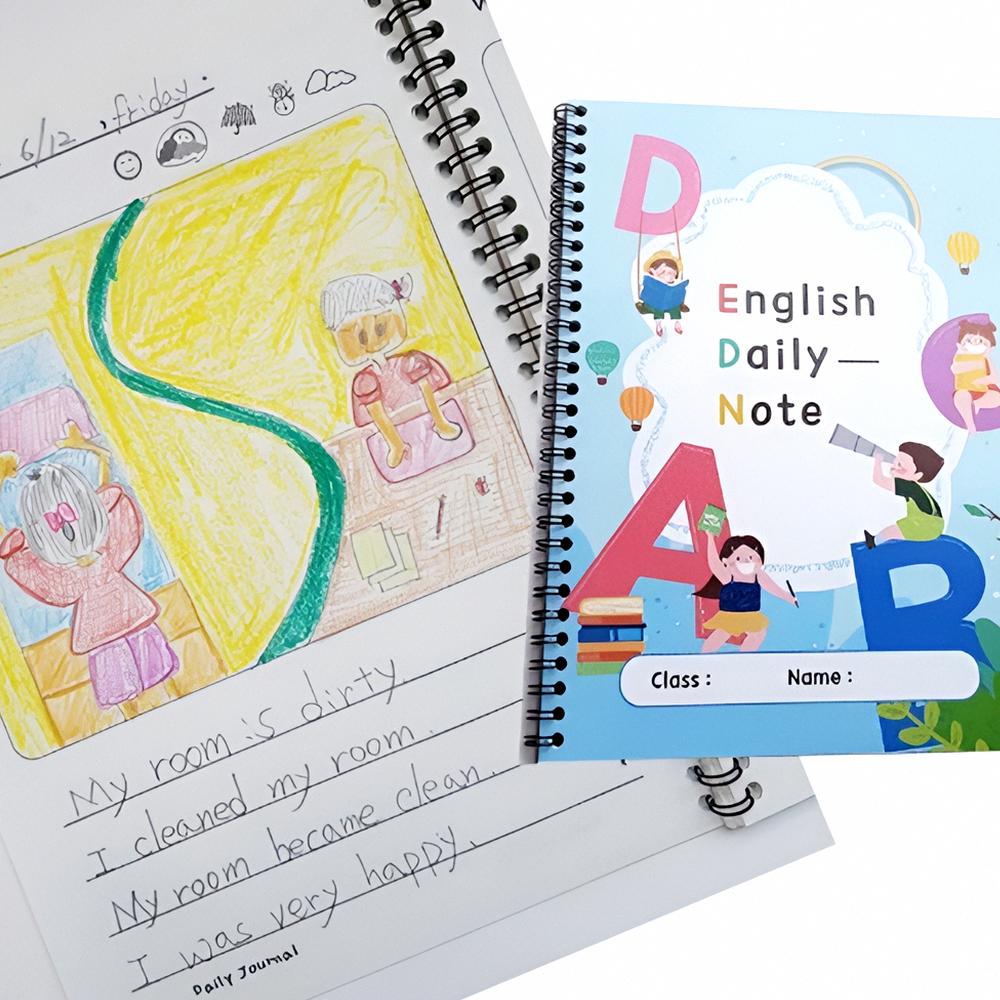 6/12 , friday.
My room is dirty.
I cleaned my room.
My room became clean.
I was very happy.
Daily Journal
D
English
Daily
Note
A
B
Class : Name :